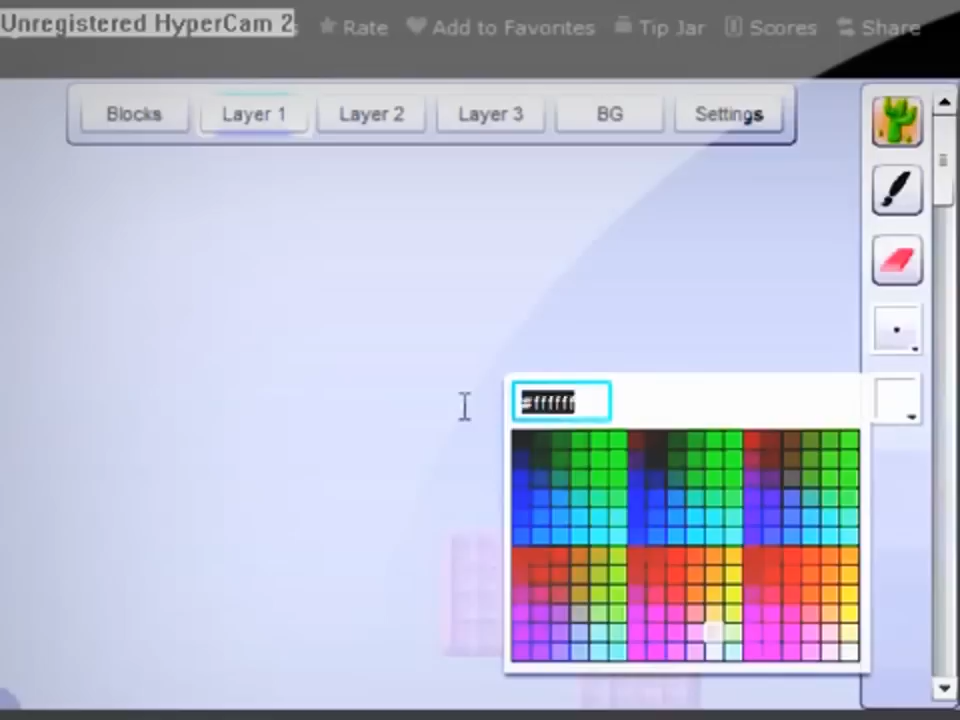 Unregistered HyperCam 2
Rate
Add to Favorites
Tip Jar
Scores
Share
Blocks
Layer 1
Layer 2
Layer 3
BG
Settings
#ffffff